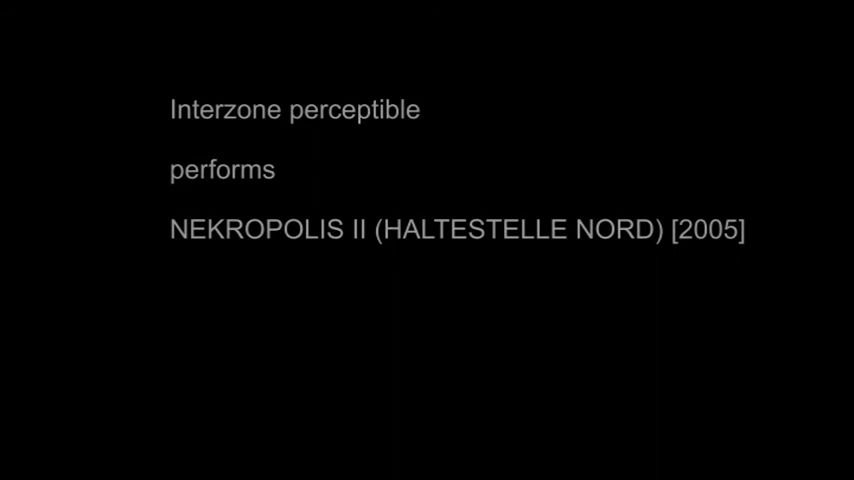 Interzone perceptible
performs
NEKROPOLIS II (HALTESTELLE NORD) [2005]